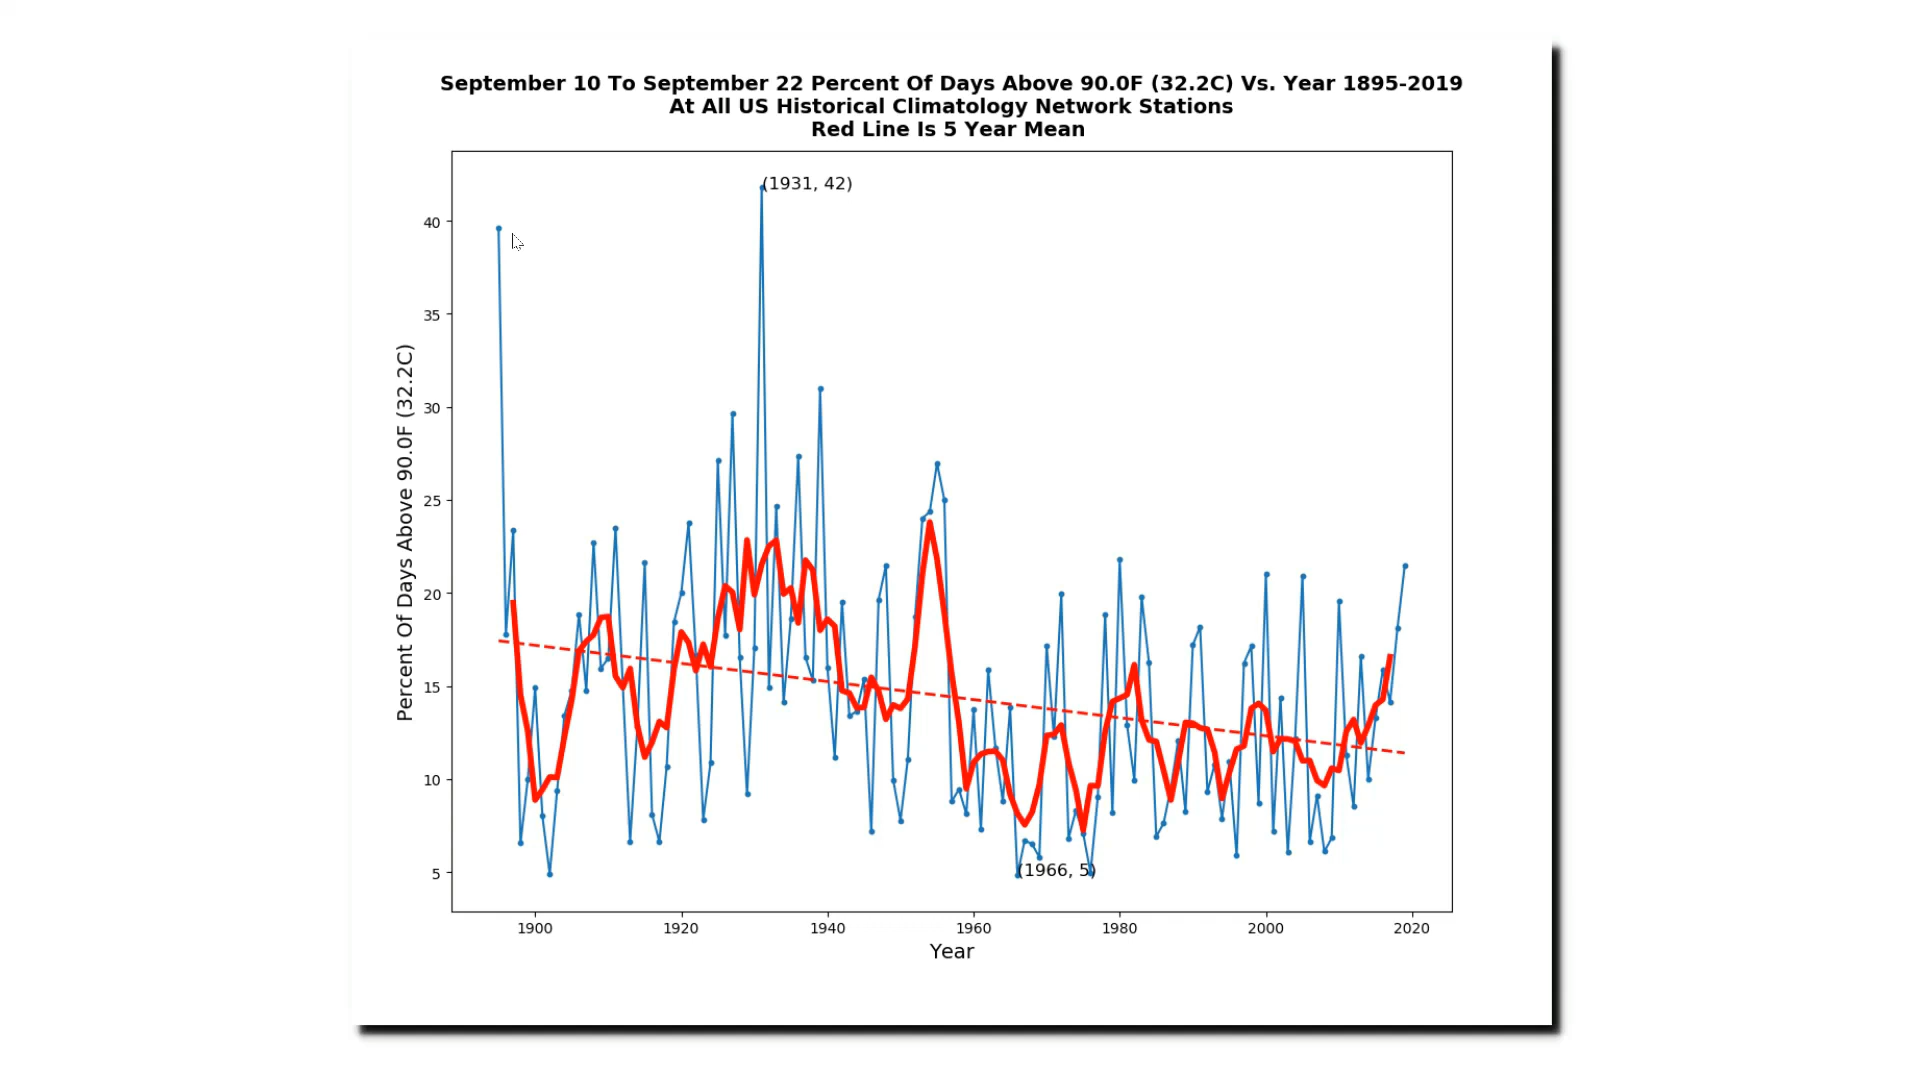 September 10 To September 22 Percent Of Days Above 90.0F (32.2C) Vs. Year 1895-2019
At All US Historical Climatology Network Stations
Red Line Is 5 Year Mean
(1931, 42)
40
35
30
25
20
15
10
5
Percent Of Days Above 90.0F (32.2C)
(1966, 5)
1900 1920 1940 1960 1980 2000 2020
Year